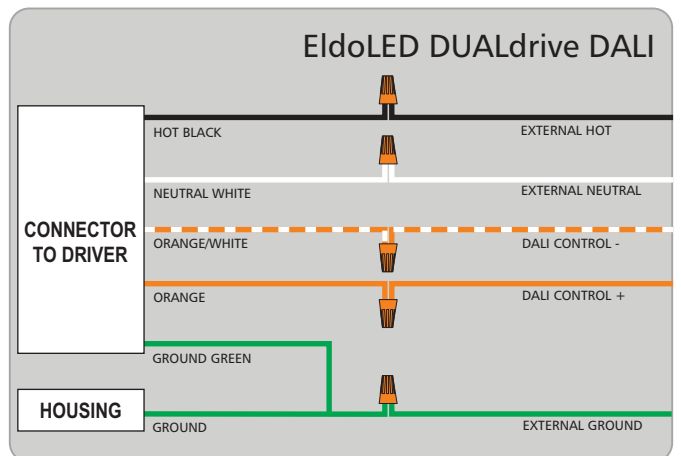 EldoLED DUALdrive DALI
HOT BLACK
EXTERNAL HOT
NEUTRAL WHITE
EXTERNAL NEUTRAL
CONNECTOR
TO DRIVER
ORANGE/WHITE
DALI CONTROL -
ORANGE
DALI CONTROL +
GROUND GREEN
HOUSING
GROUND
EXTERNAL GROUND